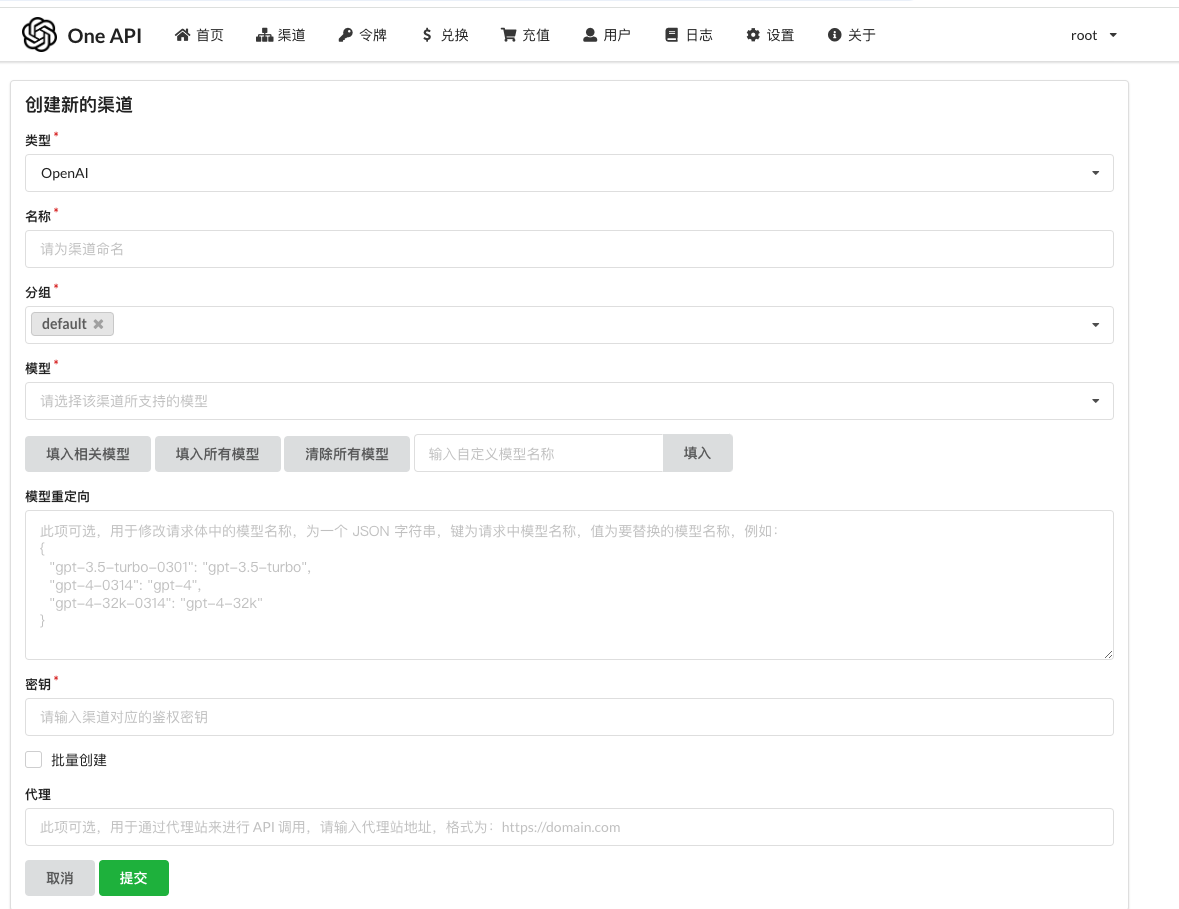 One API 首页 渠道 令牌 兑换 充值 用户 日志 设置 关于 root
创建新的渠道
类型*
OpenAI
名称*
请为渠道命名
分组*
default
模型*
请选择该渠道所支持的模型
填入相关模型 填入所有模型 清除所有模型 输入自定义模型名称 填入
模型重定向
此项可选，用于修改请求体中的模型名称，为一个 JSON 字符串，键为请求中模型名称，值为要替换的模型名称，例如：
{
"gpt-3.5-turbo-0301": "gpt-3.5-turbo",
"gpt-4-0314": "gpt-4",
"gpt-4-32k-0314": "gpt-4-32k"
}
密钥*
请输入渠道对应的鉴权密钥
批量创建
代理
此项可选，用于通过代理站来进行 API 调用，请输入代理站地址，格式为：https://domain.com
取消 提交